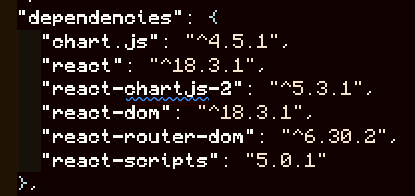 "dependencies": {
"chart.js": "^4.5.1",
"react": "^18.3.1",
"react-chartjs-2": "^5.3.1",
"react-dom": "^18.3.1",
"react-router-dom": "^6.30.2",
"react-scripts": "5.0.1"
},